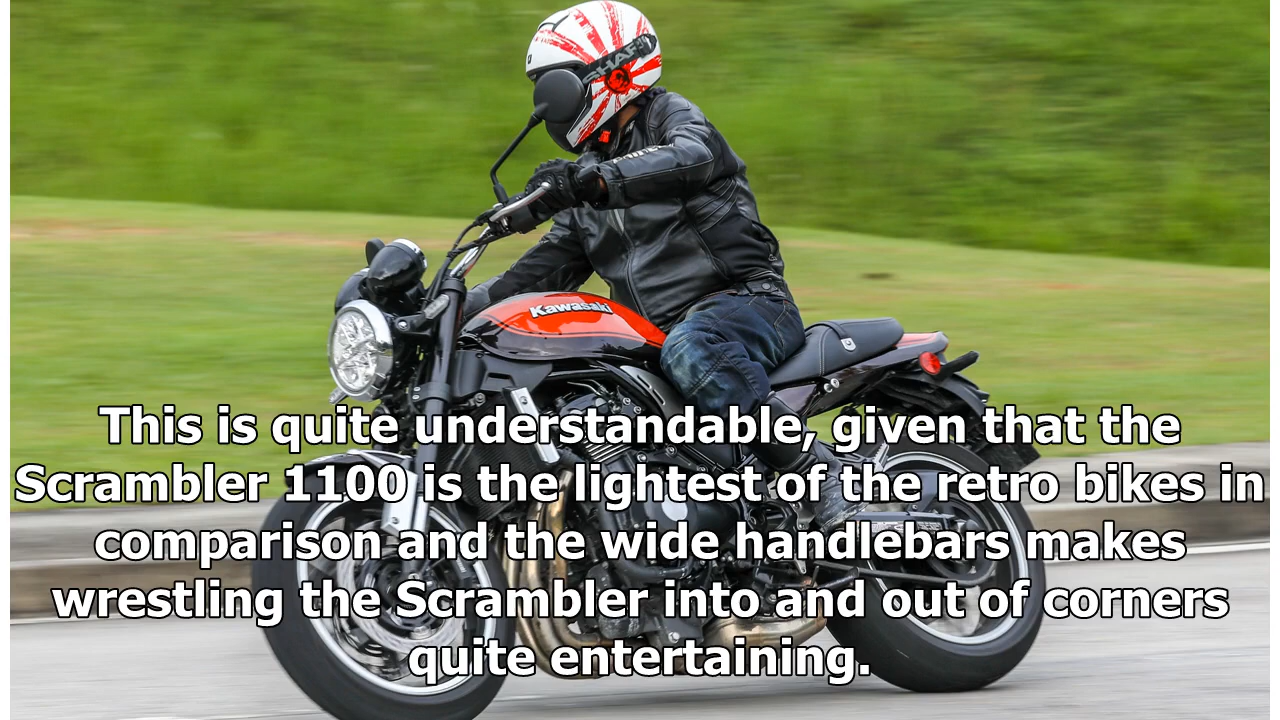 SHARK
Kawasaki
This is quite understandable, given that the
Scrambler 1100 is the lightest of the retro bikes in
comparison and the wide handlebars makes
wrestling the Scrambler into and out of corners
quite entertaining.